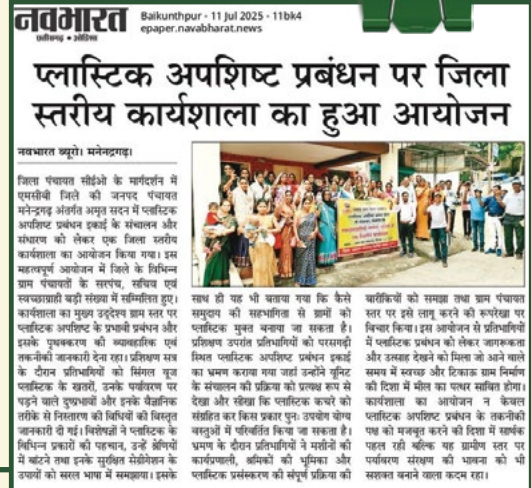 नवभारत
छत्तीसगढ़ • ओडिशा
Baikunthpur - 11 Jul 2025 - 11bk4
epaper.navabharat.news
प्लास्टिक अपशिष्ट प्रबंधन पर जिला
स्तरीय कार्यशाला का हुआ आयोजन
नवभारत ब्यूरो। मनेन्द्रगढ़।
जिला पंचायत सीईओ के मार्गदर्शन में
एमसीबी जिले की जनपद पंचायत
मनेन्द्रगढ़ अंतर्गत अमृत सदन में प्लास्टिक
अपशिष्ट प्रबंधन इकाई के संचालन और
संधारण को लेकर एक जिला स्तरीय
कार्यशाला का आयोजन किया गया। इस
महत्वपूर्ण आयोजन में जिले के विभिन्न
ग्राम पंचायतों के सरपंच, सचिव एवं
स्वच्छाग्राही बड़ी संख्या में सम्मिलित हुए।
कार्यशाला का मुख्य उद्देश्य ग्राम स्तर पर
प्लास्टिक अपशिष्ट के प्रभावी प्रबंधन और
इसके पृथक्करण की व्यावहारिक एवं
तकनीकी जानकारी देना रहा। प्रशिक्षण सत्र
के दौरान प्रतिभागियों को सिंगल यूज
प्लास्टिक के खतरों, उनके पर्यावरण पर
पड़ने वाले दुष्प्रभावों और इनके वैज्ञानिक
तरीके से निस्तारण की विधियों की विस्तृत
जानकारी दी गई। विशेषज्ञों ने प्लास्टिक के
विभिन्न प्रकारों की पहचान, उन्हें श्रेणियों
में बांटने तथा इनके सुरक्षित सेग्रीगेशन के
उपायों को सरल भाषा में समझाया। इसके
साथ ही यह भी बताया गया कि कैसे
समुदाय की सहभागिता से ग्रामों को
प्लास्टिक मुक्त बनाया जा सकता है।
प्रशिक्षण उपरांत प्रतिभागियों को परसगढ़ी
स्थित प्लास्टिक अपशिष्ट प्रबंधन इकाई
का भ्रमण कराया गया जहां उन्होंने यूनिट
के संचालन की प्रक्रिया को प्रत्यक्ष रूप से
देखा और सीखा कि प्लास्टिक कचरे को
संग्रहित कर किस प्रकार पुनः उपयोग योग्य
वस्तुओं में परिवर्तित किया जा सकता है।
भ्रमण के दौरान प्रतिभागियों ने मशीनों की
कार्यप्रणाली, श्रमिकों की भूमिका और
प्लास्टिक प्रसंस्करण की संपूर्ण प्रक्रिया की
बारीकियों को समझा तथा ग्राम पंचायत
स्तर पर इसे लागू करने की रूपरेखा पर
विचार किया। इस आयोजन से प्रतिभागियों
में प्लास्टिक प्रबंधन को लेकर जागरूकता
और उत्साह देखने को मिला जो आने वाले
समय में स्वच्छ और टिकाऊ ग्राम निर्माण
की दिशा में मील का पत्थर साबित होगा।
कार्यशाला का आयोजन न केवल
प्लास्टिक अपशिष्ट प्रबंधन के तकनीकी
पक्ष को मजबूत करने की दिशा में सार्थक
पहल रही बल्कि यह ग्रामीण स्तर पर
पर्यावरण संरक्षण की भावना को भी
सशक्त वनाने वाला कदम रहा।